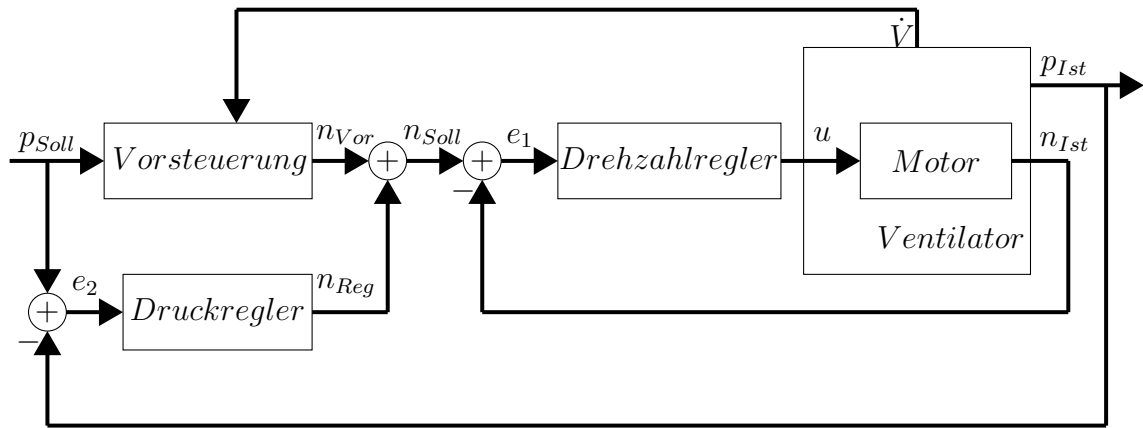 V̇
p_Ist
p_Soll
Vorsteuerung
n_Vor
+
n_Soll
+
−
e_1
Drehzahlregler
u
Motor
n_Ist
Ventilator
+
−
e_2
Druckregler
n_Reg